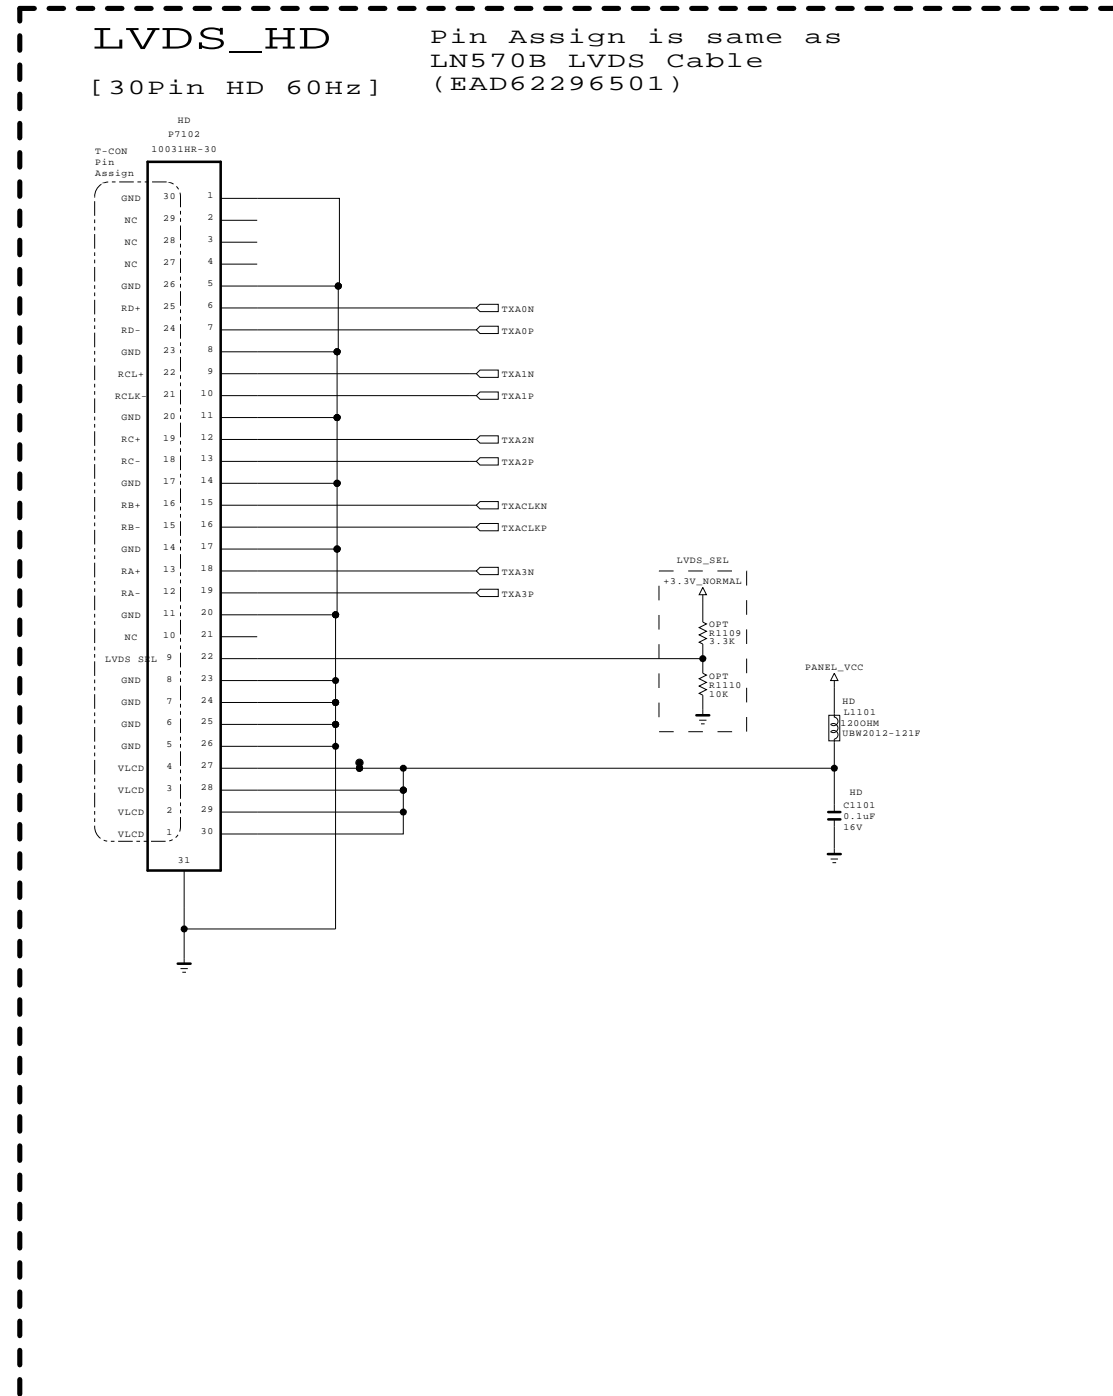 LVDS_HD
Pin Assign is same as
LN570B LVDS Cable
(EAD62296501)
[30Pin HD 60Hz]
HD
P7102
10031HR-30
T-CON
Pin
Assign
GND 30 1
NC 29 2
NC 28 3
NC 27 4
GND 26 5
RD+ 25 6 TXA0N
RD- 24 7 TXA0P
GND 23 8
RCL+ 22 9 TXA1N
RCLK- 21 10 TXA1P
GND 20 11
RC+ 19 12 TXA2N
RC- 18 13 TXA2P
GND 17 14
RB+ 16 15 TXACLKN
RB- 15 16 TXACLKP
GND 14 17
RA+ 13 18 TXA3N
RA- 12 19 TXA3P
GND 11 20
NC 10 21
LVDS SEL 9 22
GND 8 23
GND 7 24
GND 6 25
GND 5 26
VLCD 4 27
VLCD 3 28
VLCD 2 29
VLCD 1 30
31
LVDS_SEL
+3.3V_NORMAL
OPT
R1109
3.3K
OPT
R1110
10K
PANEL_VCC
HD
L1101
120OHM
UBW2012-121F
HD
C1101
0.1uF
16V